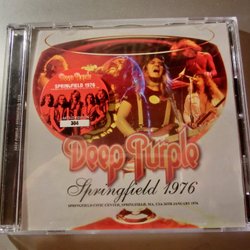 Deep Purple
SPRINGFIELD 1976
304
Deep Purple
Springfield 1976
SPRINGFIELD CIVIC CENTER, SPRINGFIELD, MA, USA 26TH JANUARY 1976